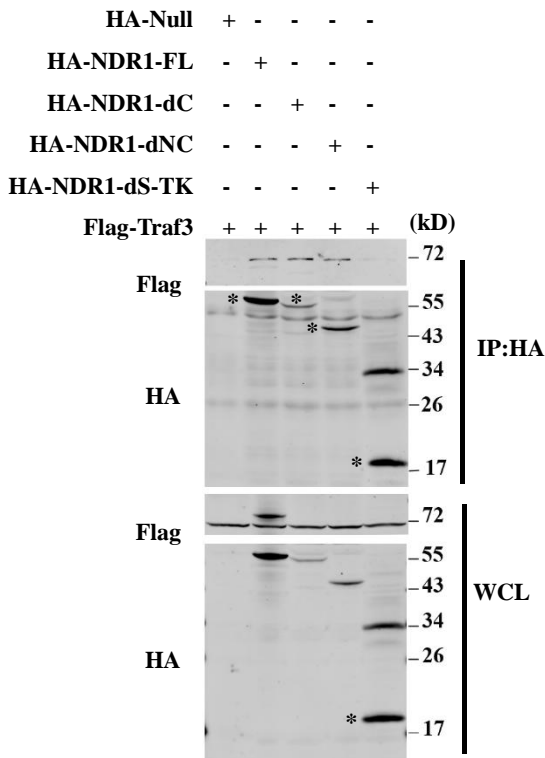 HA-Null + - - - -
HA-NDR1-FL - + - - -
HA-NDR1-dC - - + - -
HA-NDR1-dNC - - - + -
HA-NDR1-dS-TK - - - - +
Flag-Traf3 + + + + + (kD)
Flag
72
HA
* * * *
55
43
34
26
17
IP:HA
Flag
72
HA
*
55
43
34
26
17
WCL